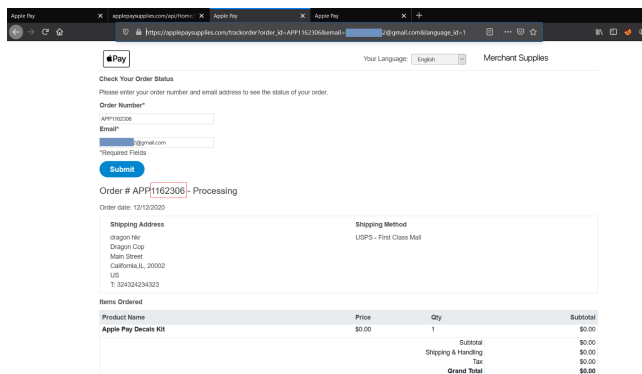 Apple Pay
applepaysupplies.com/api/Home/
Apple Pay
Apple Pay
https://applepaysupplies.com/trackorder?order_id=APP1162306&email= 2@gmail.com&language_id=1
Pay
Your Language: English
Merchant Supplies
Check Your Order Status
Please enter your order number and email address to see the status of your order.
Order Number*
APP1162306
Email*
2@gmail.com
*Required Fields
Submit
Order # APP1162306 - Processing
Order date: 12/12/2020
Shipping Address
Shipping Method
dragon hkr
USPS - First Class Mail
Dragon Cop
Main Street
California,IL, 20002
US
T: 324324234323
Items Ordered
Product Name Price Qty Subtotal
Apple Pay Decals Kit $0.00 1 $0.00
Subtotal $0.00
Shipping & Handling $0.00
Tax $0.00
Grand Total $0.00